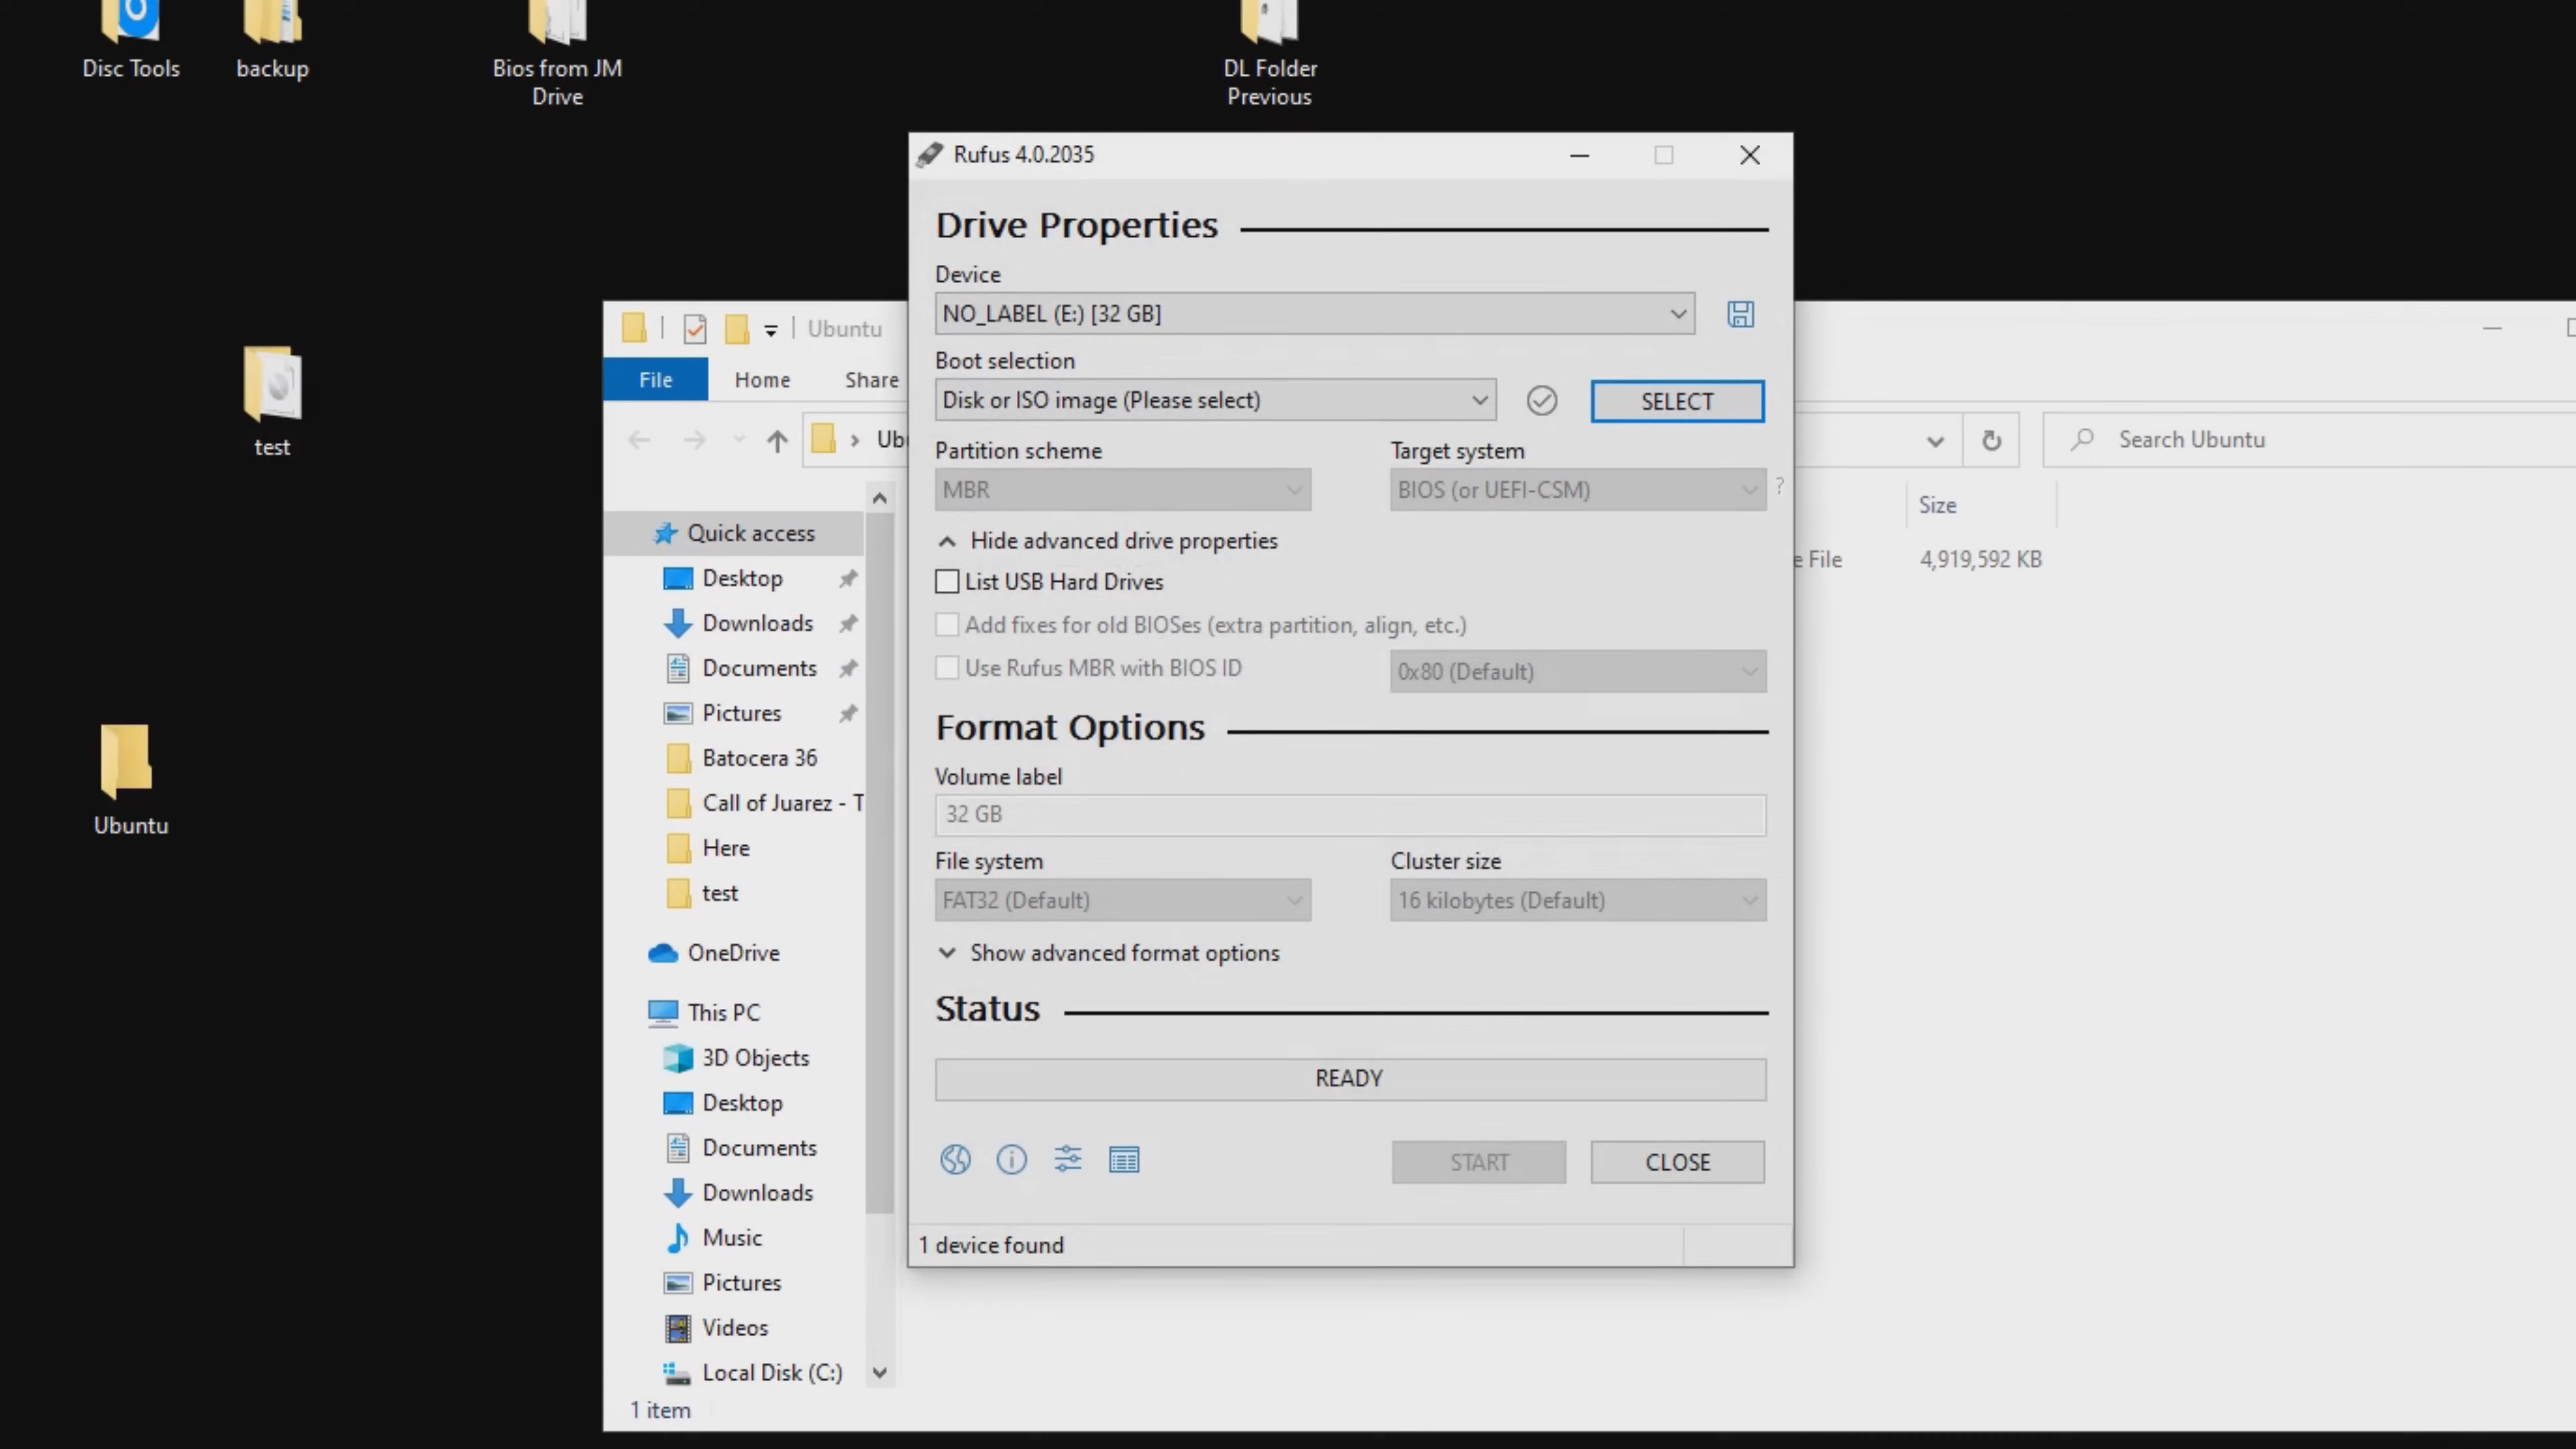 Disc Tools
backup
Bios from JM
Drive
DL Folder
Previous
test
Ubuntu
Ubuntu
File
Home
Share
Search Ubuntu
Size
e File
4,919,592 KB
Quick access
Desktop
Downloads
Documents
Pictures
Batocera 36
Call of Juarez - T
Here
test
OneDrive
This PC
3D Objects
Desktop
Documents
Downloads
Music
Pictures
Videos
Local Disk (C:)
1 item
Rufus 4.0.2035
Drive Properties
Device
NO_LABEL (E:) [32 GB]
Boot selection
Disk or ISO image (Please select)
SELECT
Partition scheme
Target system
MBR
BIOS (or UEFI-CSM)
?
Hide advanced drive properties
List USB Hard Drives
Add fixes for old BIOSes (extra partition, align, etc.)
Use Rufus MBR with BIOS ID
0x80 (Default)
Format Options
Volume label
32 GB
File system
Cluster size
FAT32 (Default)
16 kilobytes (Default)
Show advanced format options
Status
READY
START
CLOSE
1 device found